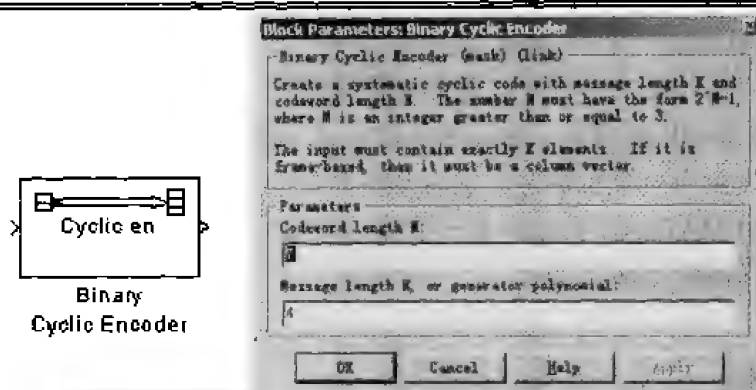 Cyclic en
Binary
Cyclic Encoder
Block Parameters: Binary Cyclic Encoder
Binary Cyclic Encoder (mask) (link)
Create a systematic cyclic code with message length K and
codeword length N. The number N must have the form 2^M-1,
where M is an integer greater than or equal to 3.
The input must contain exactly K elements. If it is
frame-based, then it must be a column vector.
Parameters
Codeword length N:
7
Message length K, or generator polynomial:
4
OK
Cancel
Help
Apply